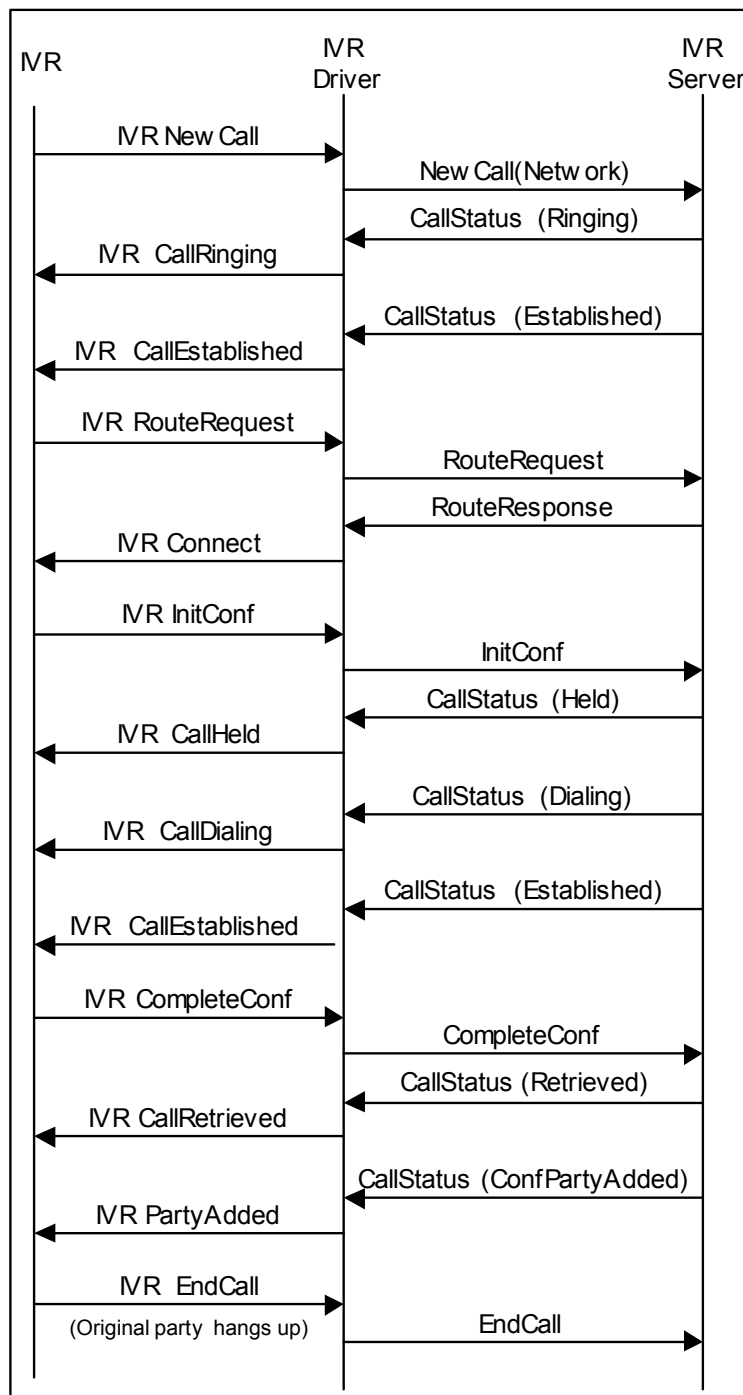 IVR
IVR
Driver
IVR
Server
IVR New Call
New Call(Network)
CallStatus (Ringing)
IVR CallRinging
CallStatus (Established)
IVR CallEstablished
IVR RouteRequest
RouteRequest
RouteResponse
IVR Connect
IVR InitConf
InitConf
CallStatus (Held)
IVR CallHeld
CallStatus (Dialing)
IVR CallDialing
CallStatus (Established)
IVR CallEstablished
IVR CompleteConf
CompleteConf
CallStatus (Retrieved)
IVR CallRetrieved
CallStatus (ConfPartyAdded)
IVR PartyAdded
IVR EndCall
(Original party hangs up)
EndCall